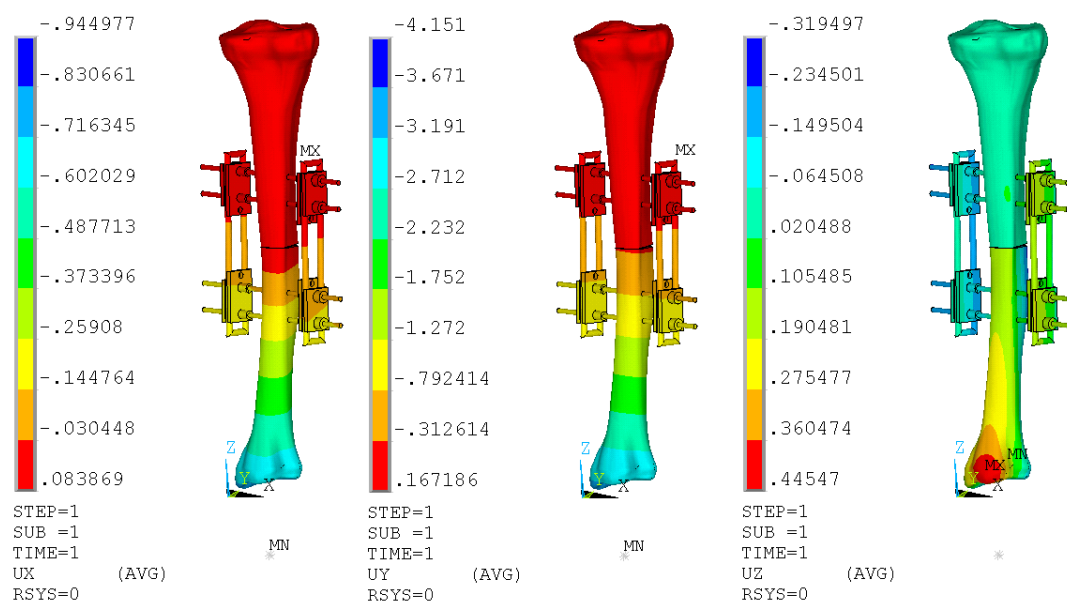 -.944977
-.830661
-.716345
-.602029
-.487713
-.373396
-.25908
-.144764
-.030448
.083869
MX
Z
Y
X
STEP=1
SUB =1
TIME=1
MN
UX (AVG)
RSYS=0
-4.151
-3.671
-3.191
-2.712
-2.232
-1.752
-1.272
-.792414
-.312614
.167186
MX
Z
Y
X
STEP=1
SUB =1
TIME=1
MN
UY (AVG)
RSYS=0
-.319497
-.234501
-.149504
-.064508
.020488
.105485
.190481
.275477
.360474
.44547
Z
MN
MX
Y
X
STEP=1
SUB =1
TIME=1
UZ (AVG)
RSYS=0